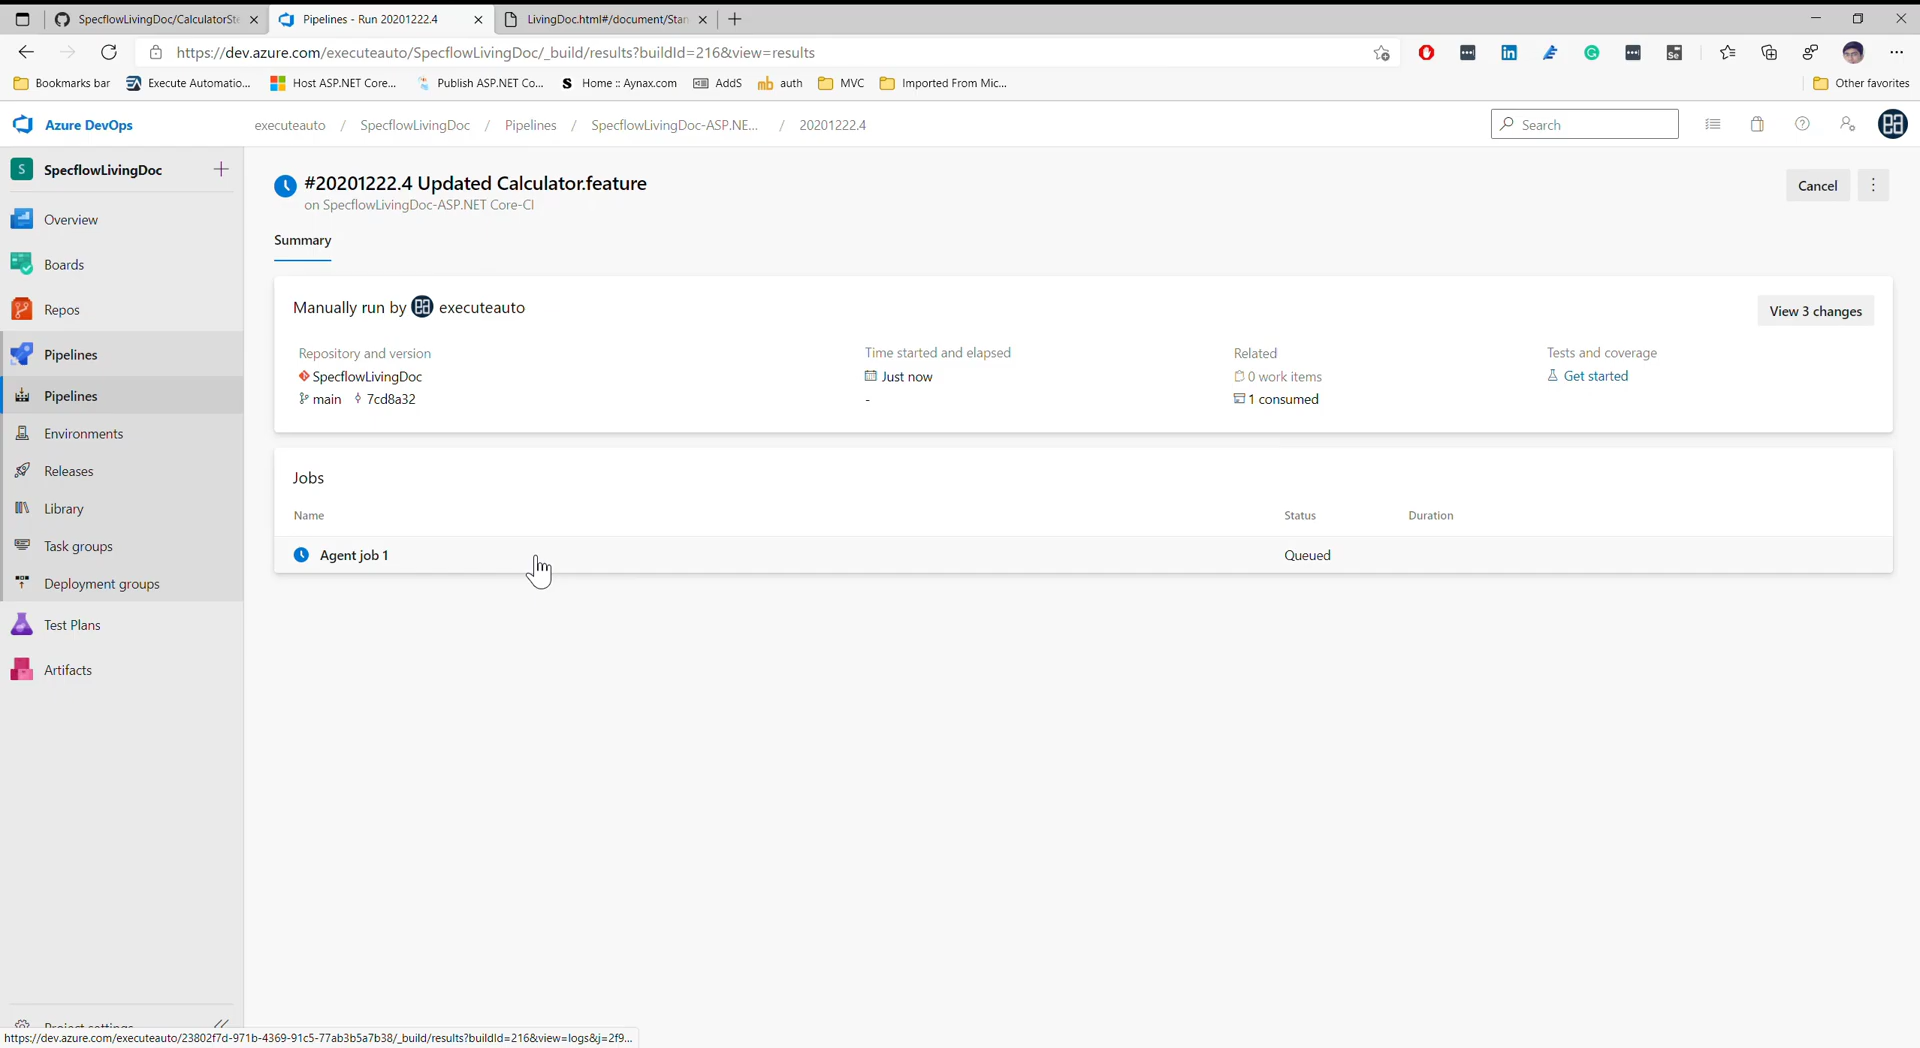 SpecflowLivingDoc/CalculatorSte
Pipelines - Run 20201222.4
LivingDoc.html#/document/Stan
https://dev.azure.com/executeauto/SpecflowLivingDoc/_build/results?buildId=216&view=results
Bookmarks bar
Execute Automatio...
Host ASP.NET Core...
Publish ASP.NET Co...
Home :: Aynax.com
AddS
auth
MVC
Imported From Mic...
Other favorites
Azure DevOps
executeauto / SpecflowLivingDoc / Pipelines / SpecflowLivingDoc-ASP.NE... / 20201222.4
Search
S SpecflowLivingDoc
#20201222.4 Updated Calculator.feature
on SpecflowLivingDoc-ASP.NET Core-CI
Cancel
Overview
Boards
Repos
Pipelines
Pipelines
Environments
Releases
Library
Task groups
Deployment groups
Test Plans
Artifacts
Summary
Manually run by executeauto
View 3 changes
Repository and version
SpecflowLivingDoc
main 7cd8a32
Time started and elapsed
Just now
-
Related
0 work items
1 consumed
Tests and coverage
Get started
Jobs
Name Status Duration
Agent job 1 Queued
Project settings
https://dev.azure.com/executeauto/23802f7d-971b-4369-91c5-77ab3b5a7b38/_build/results?buildId=216&view=logs&j=2f9...